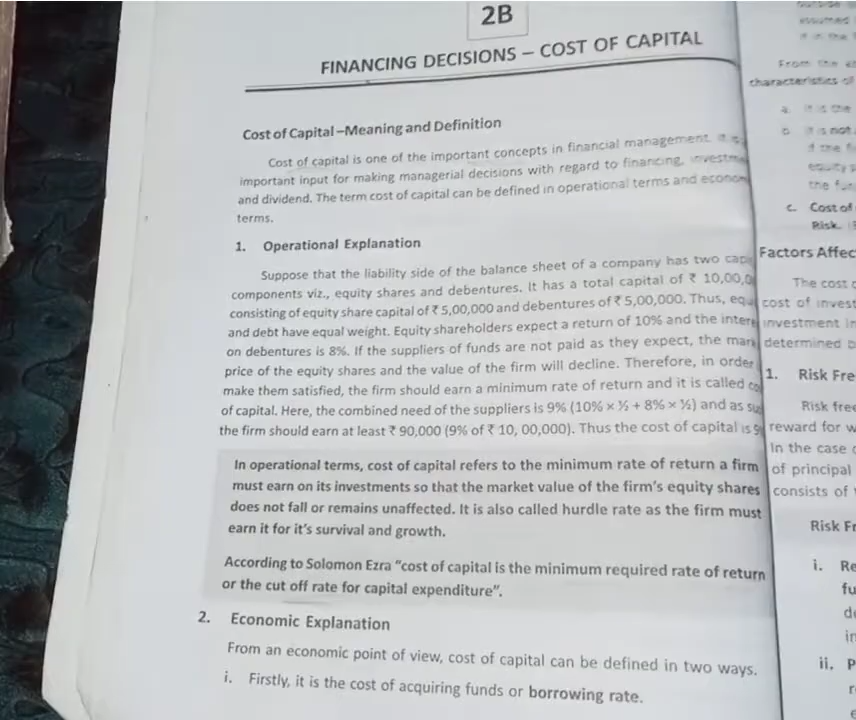 2B
FINANCING DECISIONS – COST OF CAPITAL
Cost of Capital –Meaning and Definition
Cost of capital is one of the important concepts in financial management. It is
important input for making managerial decisions with regard to financing,
and dividend. The term cost of capital can be defined in operational terms and
terms.
1. Operational Explanation
Suppose that the liability side of the balance sheet of a company has two
components viz., equity shares and debentures. It has a total capital of ₹
consisting of equity share capital of ₹ 5,00,000 and debentures of ₹ 5,00,000. Thus,
and debt have equal weight. Equity shareholders expect a return of 10% and the
on debentures is 8%. If the suppliers of funds are not paid as they expect, the
price of the equity shares and the value of the firm will decline. Therefore, in order
make them satisfied, the firm should earn a minimum rate of return and it is called
of capital. Here, the combined need of the suppliers is 9% (10% × ½ + 8% × ½) and as
the firm should earn at least ₹ 90,000 (9% of ₹ 10, 00,000). Thus the cost of capital is
In operational terms, cost of capital refers to the minimum rate of return a firm
must earn on its investments so that the market value of the firm's equity shares
does not fall or remains unaffected. It is also called hurdle rate as the firm must
earn it for it's survival and growth.
According to Solomon Ezra "cost of capital is the minimum required rate of return
or the cut off rate for capital expenditure".
2. Economic Explanation
From an economic point of view, cost of capital can be defined in two ways.
i. Firstly, it is the cost of acquiring funds or borrowing rate.
assumed
From the
characteristics of
a. It is the
b. It is not
if the
equity
the
c. Cost of
Risk.
Factors Affec
The cost
cost of
investment
determined
1. Risk Fre
Risk free
reward for
In the case
of principal
consists of
Risk Fr
i. Re
fu
de
in
ii. P
r